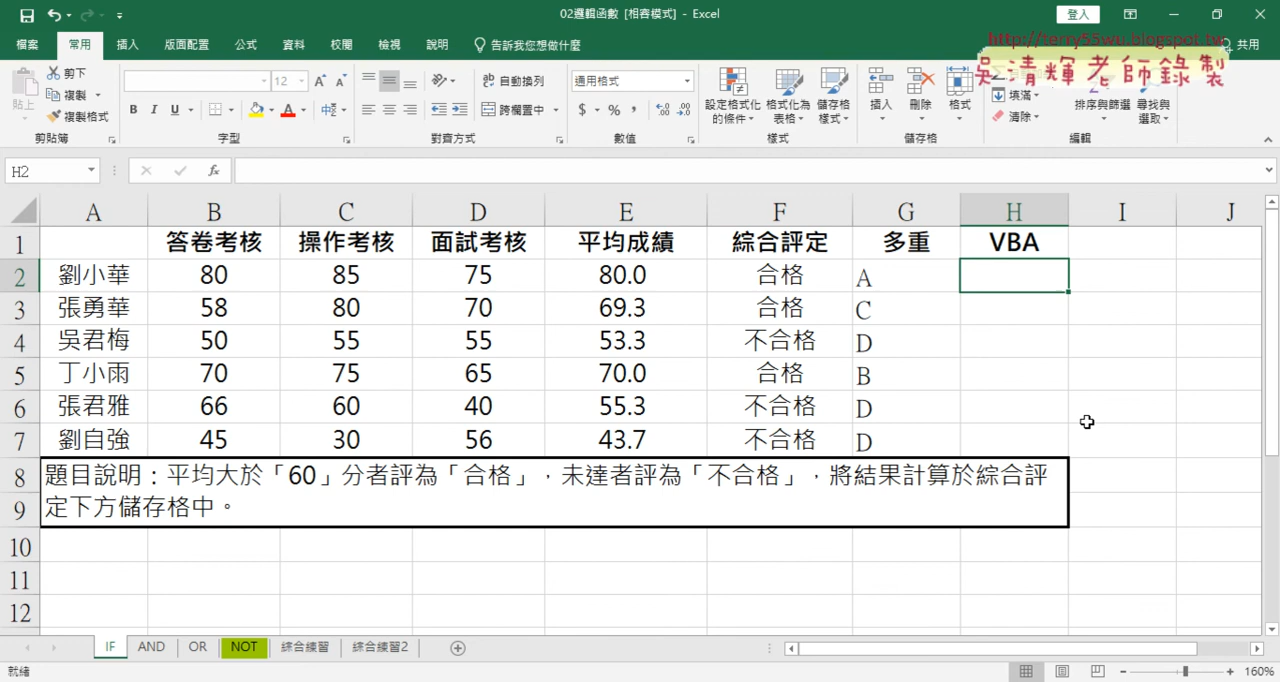 02邏輯函數 [相容模式] - Excel
登入
檔案 常用 插入 版面配置 公式 資料 校閱 檢視 說明 告訴我您想做什麼 共用
http://terry55wu.blogspot.tw
吳清輝老師錄製
貼上 剪下 複製 複製格式 剪貼簿
12 A A B I U A 中 字型
ab 自動換列 跨欄置中 對齊方式
通用格式 $ % , 數值
設定格式化的條件 格式化為表格 儲存格樣式 樣式
插入 刪除 格式 儲存格
填滿 清除 排序與篩選 尋找與選取 編輯
H2 fx
A B C D E F G H I J
1 答卷考核 操作考核 面試考核 平均成績 綜合評定 多重 VBA
2 劉小華 80 85 75 80.0 合格 A
3 張勇華 58 80 70 69.3 合格 C
4 吳君梅 50 55 55 53.3 不合格 D
5 丁小雨 70 75 65 70.0 合格 B
6 張君雅 66 60 40 55.3 不合格 D
7 劉自強 45 30 56 43.7 不合格 D
8 題目說明：平均大於「60」分者評為「合格」，未達者評為「不合格」，將結果計算於綜合評
9 定下方儲存格中。
10
11
12
IF AND OR NOT 綜合練習 綜合練習2
就緒 160%